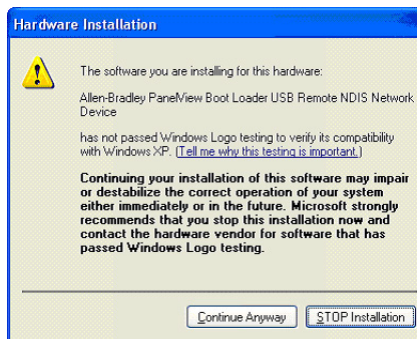 Hardware Installation
The software you are installing for this hardware:
Allen-Bradley PanelView Boot Loader USB Remote NDIS Network
Device
has not passed Windows Logo testing to verify its compatibility
with Windows XP. (Tell me why this testing is important.)
Continuing your installation of this software may impair
or destabilize the correct operation of your system
either immediately or in the future. Microsoft strongly
recommends that you stop this installation now and
contact the hardware vendor for software that has
passed Windows Logo testing.
Continue Anyway
STOP Installation